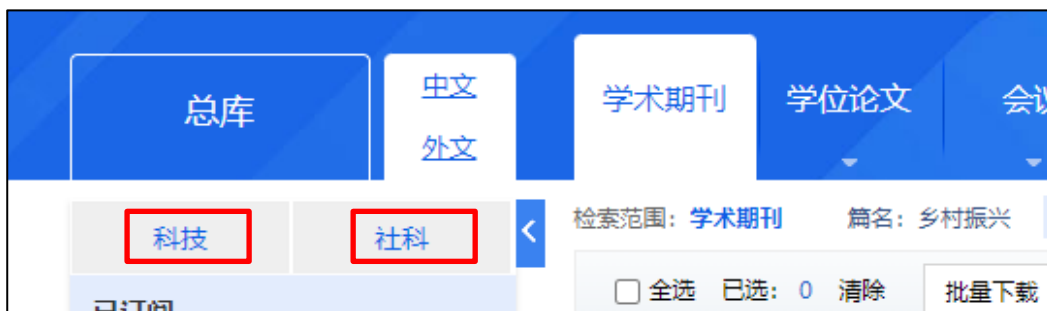 总库
中文
外文
学术期刊
学位论文
科技
社科
检索范围：学术期刊 篇名：乡村振兴
全选 已选：0 清除
批量下载